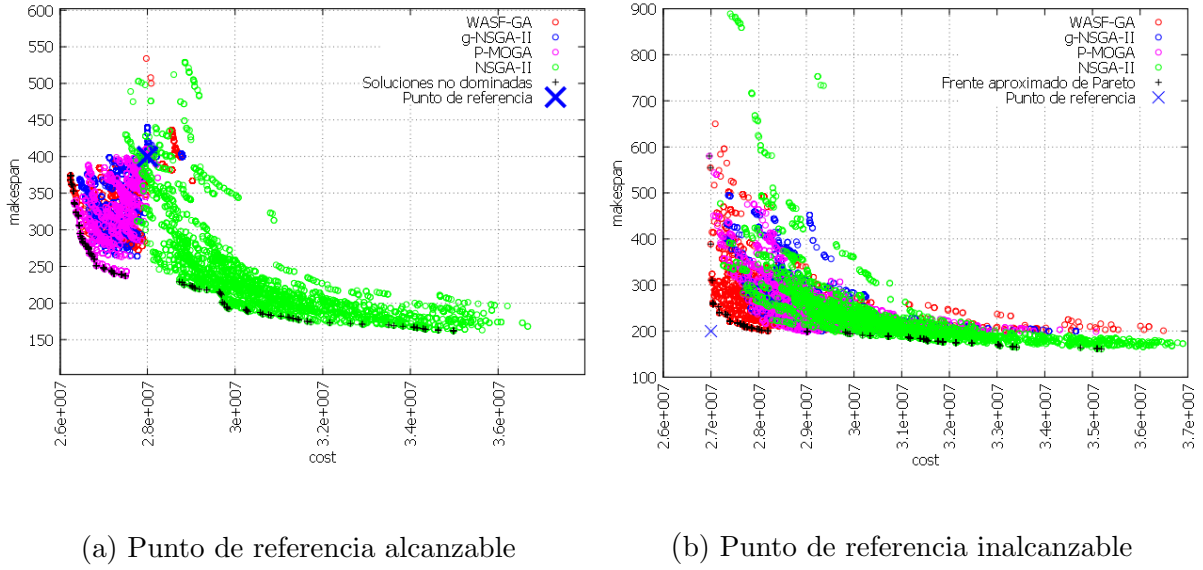 600
550
500
450
400
350
300
250
200
150
makespan
WASF-GA
g-NSGA-II
P-MOGA
NSGA-II
Soluciones no dominadas
Punto de referencia
2.6e+007
2.8e+007
3e+007
3.2e+007
3.4e+007
3.6e+007
cost
(a) Punto de referencia alcanzable
900
800
700
600
500
400
300
200
100
makespan
WASF-GA
g-NSGA-II
P-MOGA
NSGA-II
Frente aproximado de Pareto
Punto de referencia
2.6e+007
2.7e+007
2.8e+007
2.9e+007
3e+007
3.1e+007
3.2e+007
3.3e+007
3.4e+007
3.5e+007
3.6e+007
3.7e+007
cost
(b) Punto de referencia inalcanzable